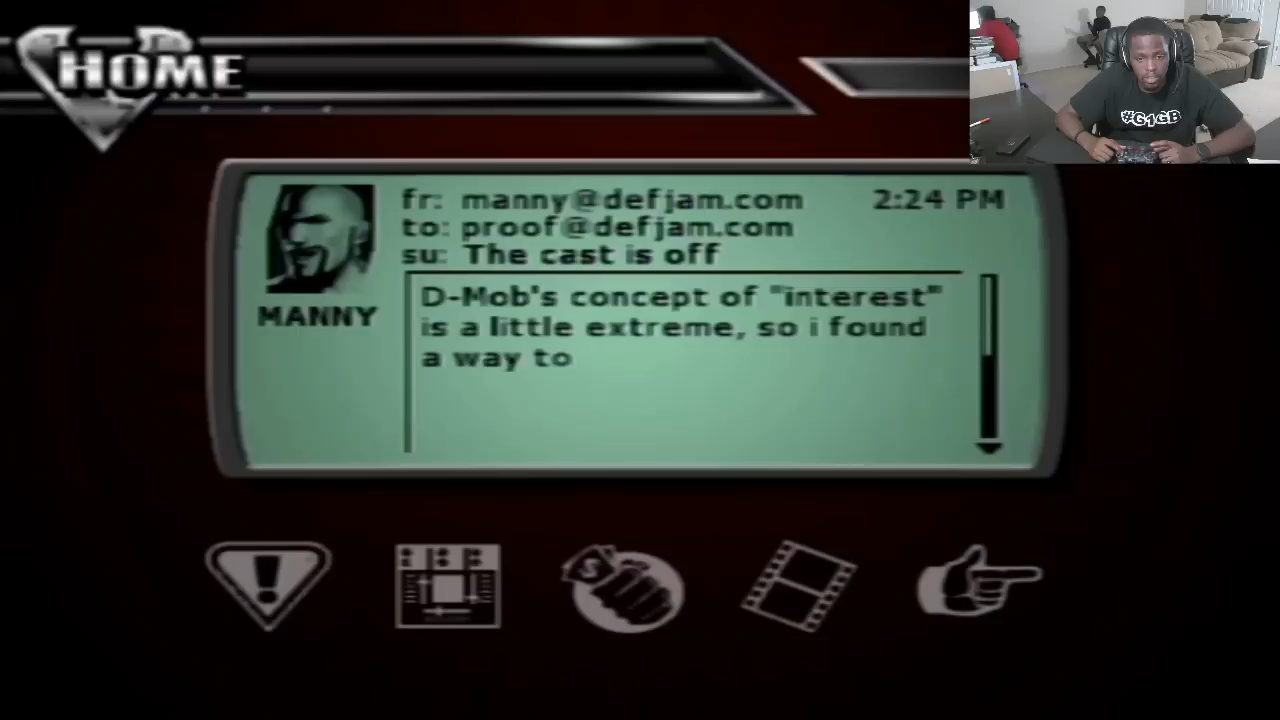 HOME
fr: manny@defjam.com
2:24 PM
to: proof@defjam.com
su: The cast is off
MANNY
D-Mob's concept of "interest"
is a little extreme, so i found
a way to
$
#G1GB